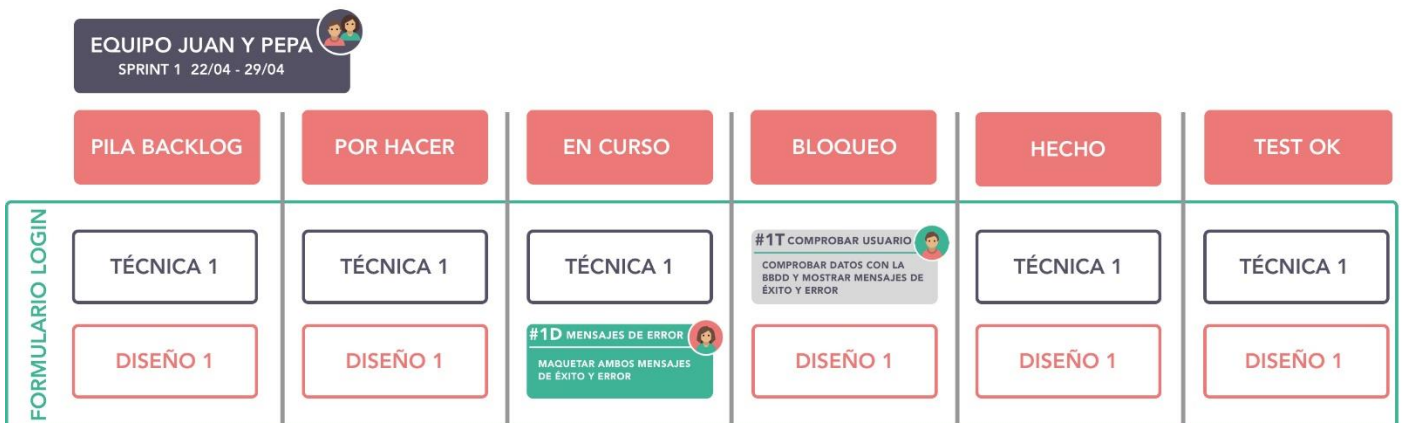 EQUIPO JUAN Y PEPA
SPRINT 1 22/04 - 29/04
PILA BACKLOG
POR HACER
EN CURSO
BLOQUEO
HECHO
TEST OK
FORMULARIO LOGIN
TÉCNICA 1
TÉCNICA 1
TÉCNICA 1
#1T COMPROBAR USUARIO
COMPROBAR DATOS CON LA
BBDD Y MOSTRAR MENSAJES DE
ÉXITO Y ERROR
TÉCNICA 1
TÉCNICA 1
DISEÑO 1
DISEÑO 1
#1D MENSAJES DE ERROR
MAQUETAR AMBOS MENSAJES
DE ÉXITO Y ERROR
DISEÑO 1
DISEÑO 1
DISEÑO 1